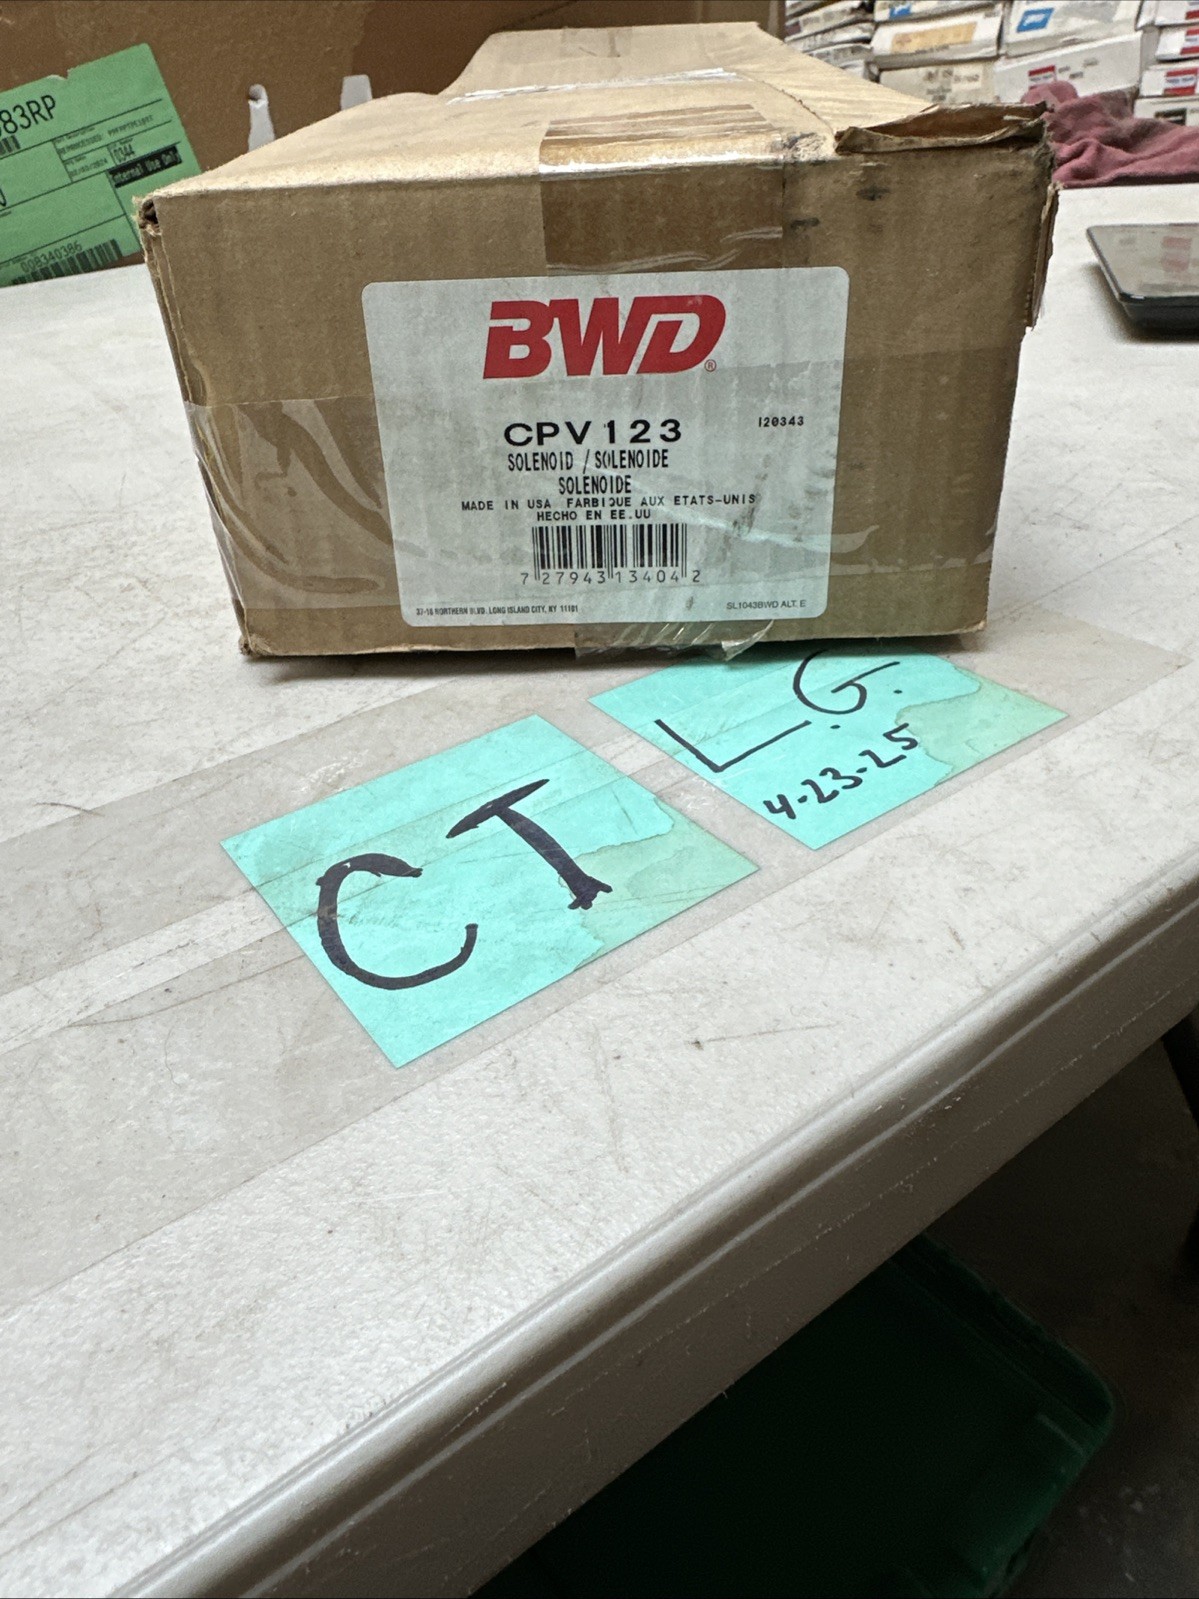 83RP
0344
Internal Use Only
008340386
BWD®
CPV123
120343
SOLENOID / SOLENOIDE
SOLENOIDE
MADE IN USA FARBIQUE AUX ETATS-UNIS
HECHO EN EE.UU
7 27943 13404 2
37-18 NORTHERN BLVD. LONG ISLAND CITY, NY 11101
SL1043BWD ALT. E
L.G.
4-23-25
CT